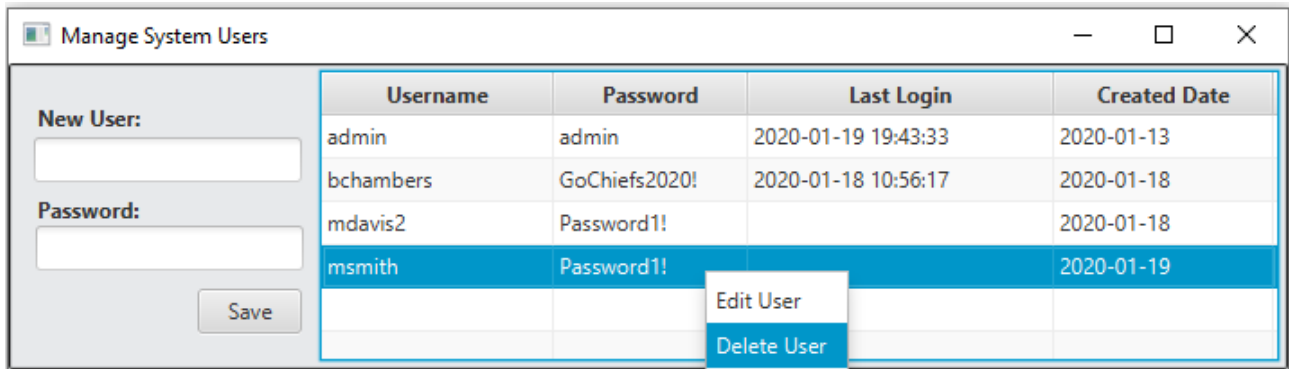 Manage System Users
New User:
Password:
Save
Username Password Last Login Created Date
admin admin 2020-01-19 19:43:33 2020-01-13
bchambers GoChiefs2020! 2020-01-18 10:56:17 2020-01-18
mdavis2 Password1! 2020-01-18
msmith Password1! 2020-01-19
Edit User
Delete User